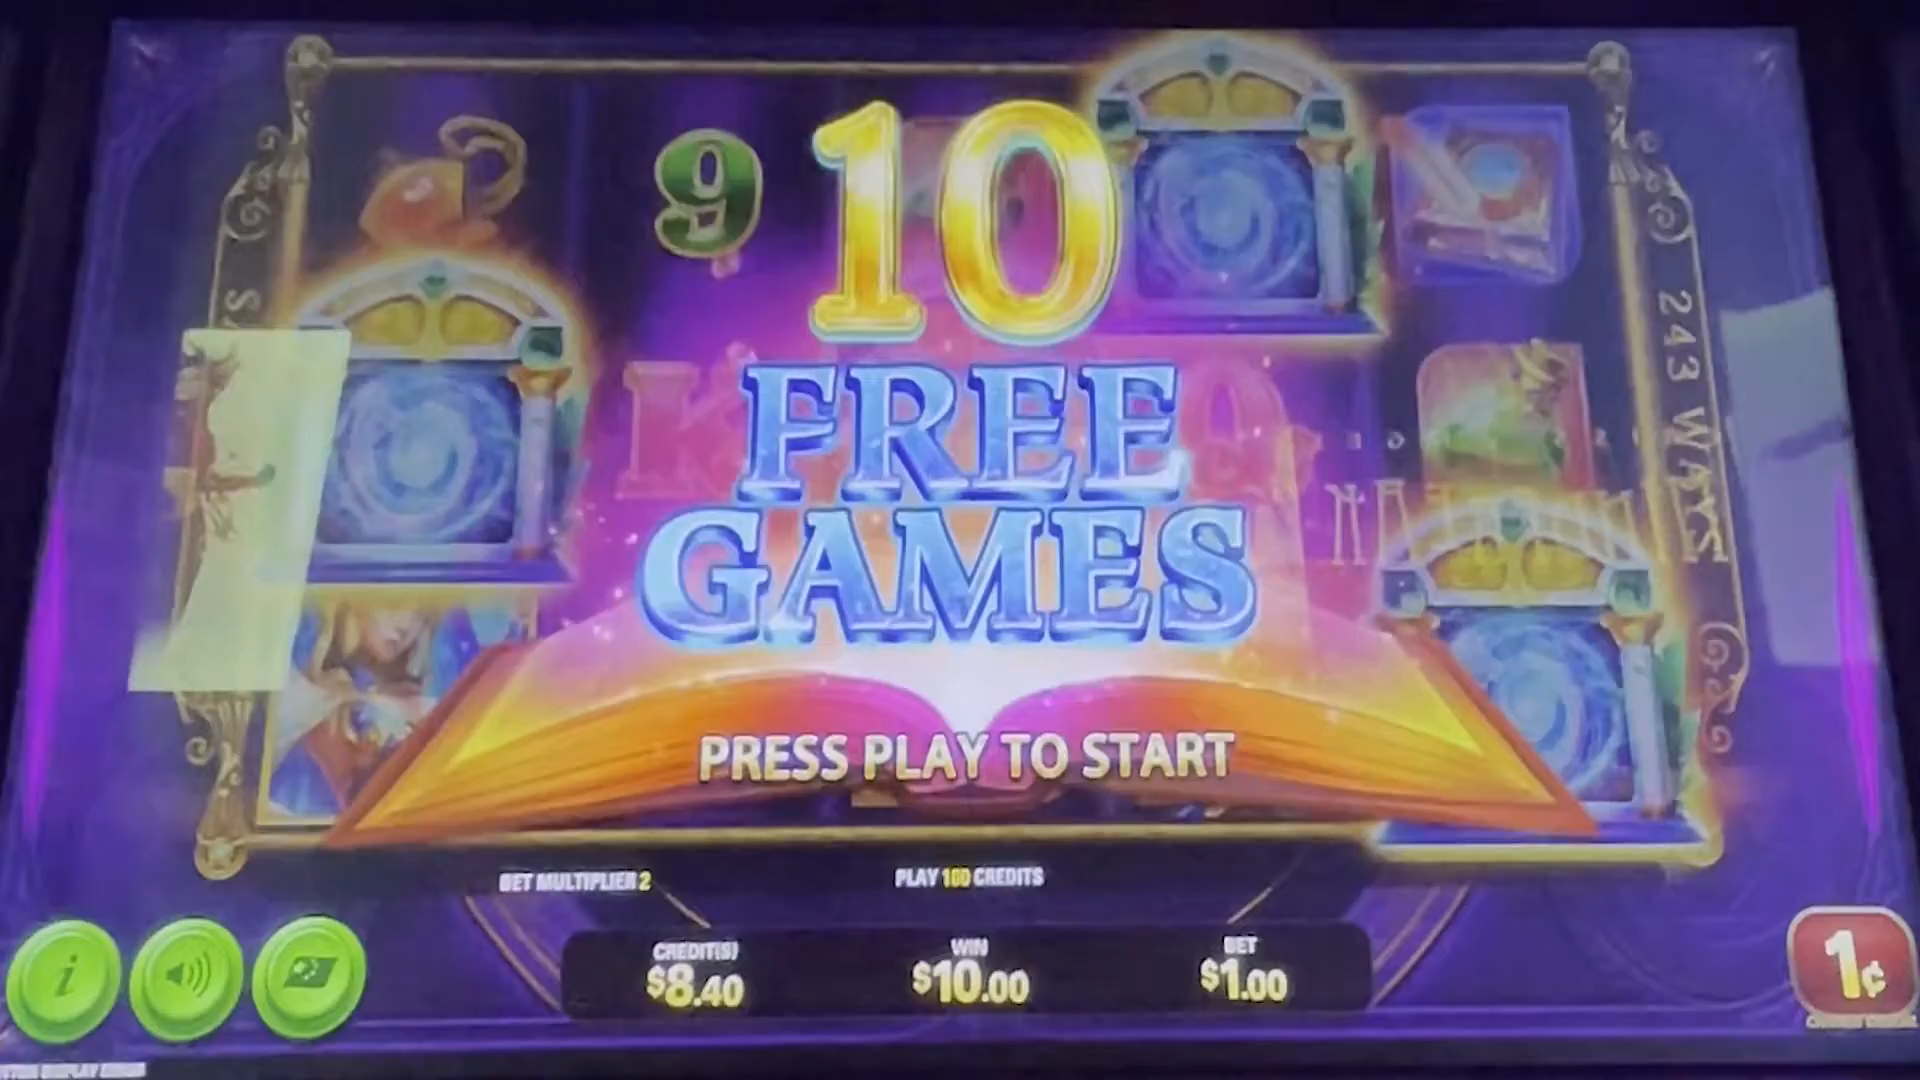 9
10
FREE
GAMES
K
Q
243 WAYS
PRESS PLAY TO START
BET MULTIPLIER 2
PLAY 100 CREDITS
CREDIT(S)
$8.40
WIN
$10.00
BET
$1.00
i
1¢